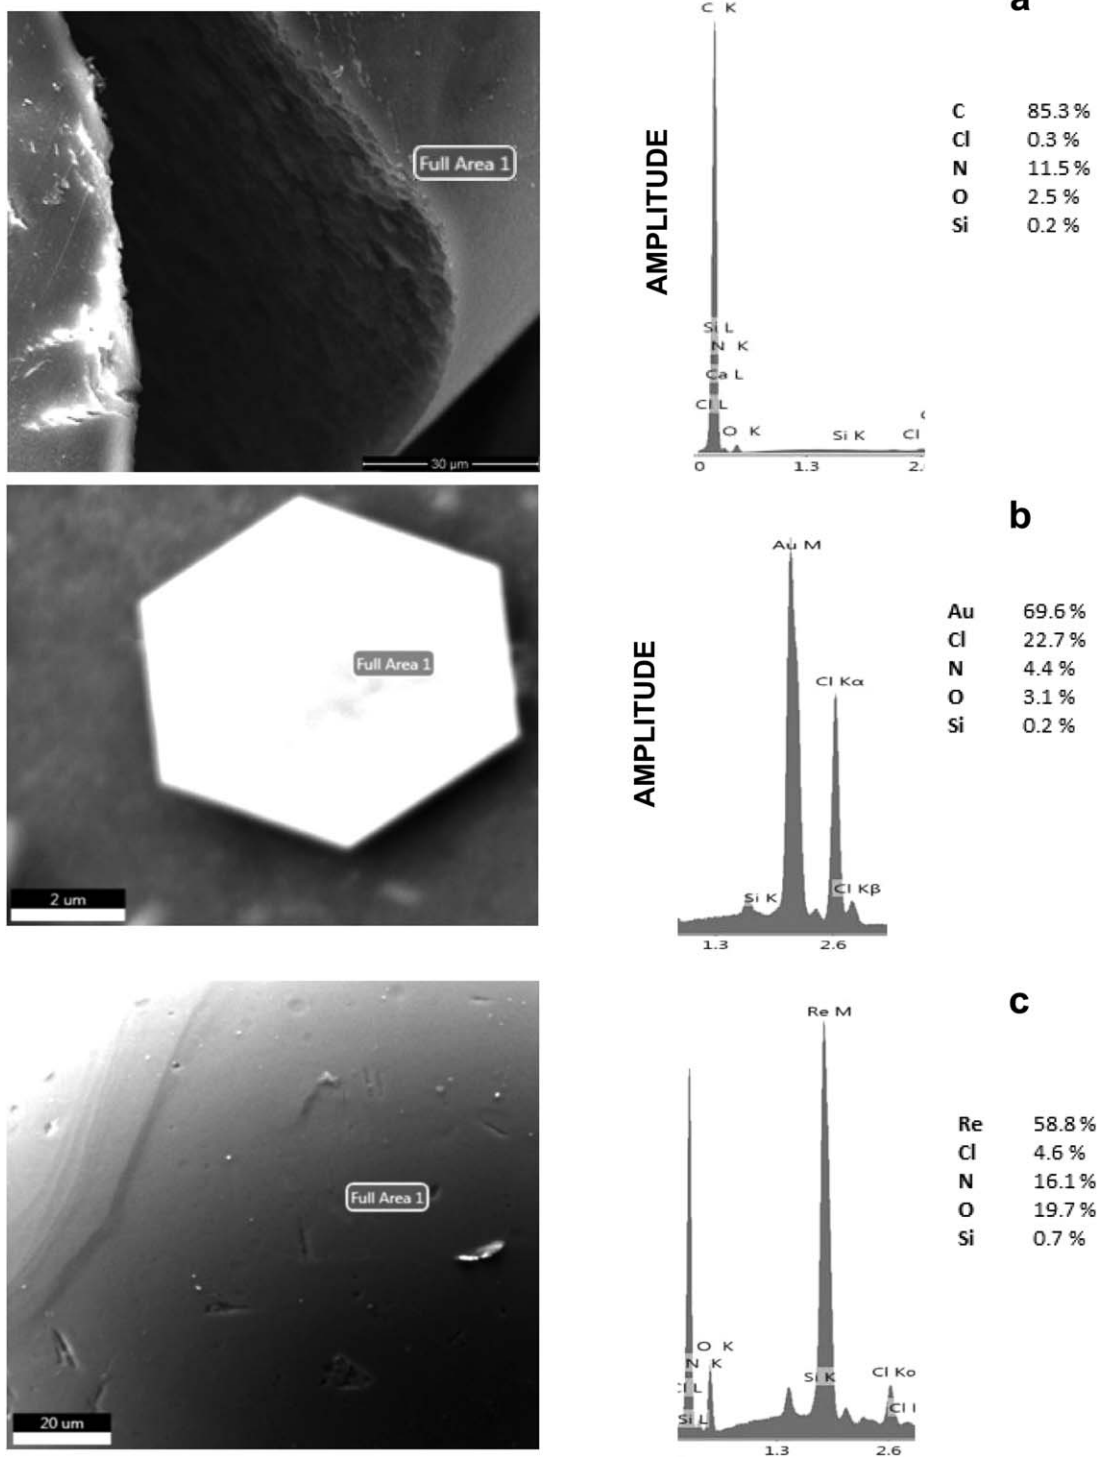 a
C K
Full Area 1
AMPLITUDE
C 85.3 %
Cl 0.3 %
N 11.5 %
O 2.5 %
Si 0.2 %
Si L
N K
Ca L
Cl L
O K
Si K
Cl
30 µm
0 1.3 2.
b
Au M
Full Area 1
AMPLITUDE
Au 69.6 %
Cl 22.7 %
N 4.4 %
O 3.1 %
Si 0.2 %
Cl Kα
Cl Kβ
Si K
2 um
1.3 2.6
c
Re M
Full Area 1
Re 58.8 %
Cl 4.6 %
N 16.1 %
O 19.7 %
Si 0.7 %
O K
N K
Si K
Si L
20 um
1.3 2.6